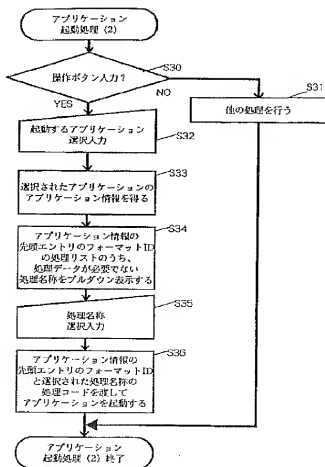 アプリケーション
起動処理 (2)
S30
操作ボタン入力?
YES
NO
S31
他の処理を行う
起動するアプリケーション
選択入力
S32
S33
選択されたアプリケーションの
アプリケーション情報を得る
S34
アプリケーション情報の
先頭エントリのフォーマットID
の処理リストのうち、
処理データが必要でない
処理名称をプルダウン表示する
S35
処理名称
選択入力
S36
アプリケーション情報の
先頭エントリのフォーマットID
と選択された処理名称の
処理コードを渡して
アプリケーションを起動する
アプリケーション
起動処理 (2) 終了